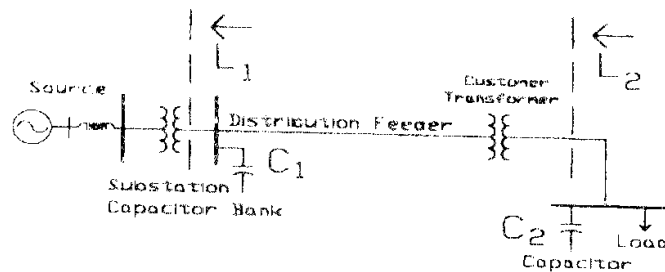 L1
L2
Source
Customer
Transformer
Distribution Feeder
C1
Substation
Capacitor Bank
C2
Load
Capacitor